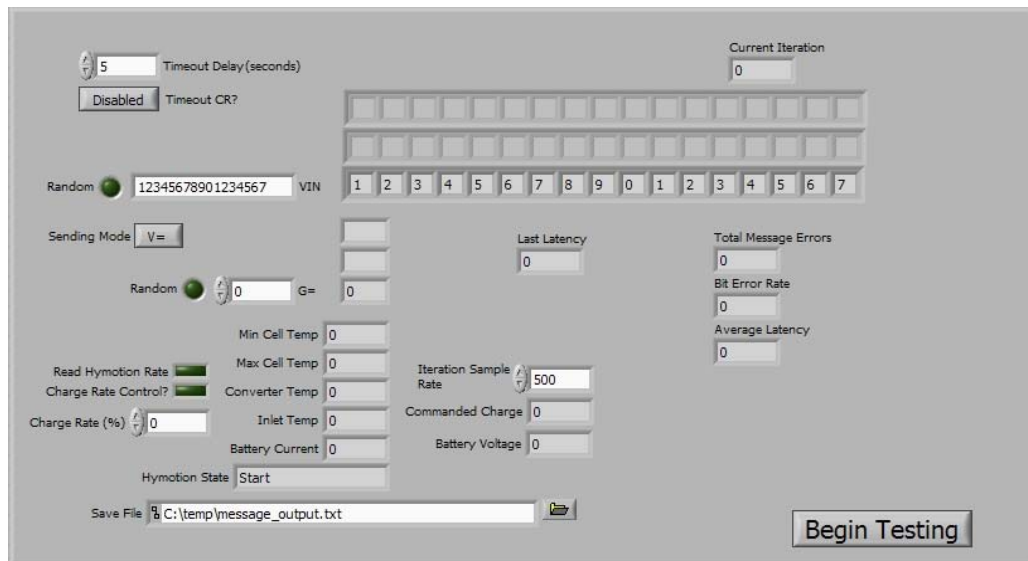 Current Iteration
0
5 Timeout Delay (seconds)
Disabled Timeout CR?
Random 12345678901234567 VIN 1 2 3 4 5 6 7 8 9 0 1 2 3 4 5 6 7
Sending Mode V=
Last Latency
0
Total Message Errors
0
Bit Error Rate
0
Random 0 G= 0
Average Latency
0
Min Cell Temp 0
Max Cell Temp 0
Read Hymotion Rate
Charge Rate Control?
Converter Temp 0
Iteration Sample Rate 500
Charge Rate (%) 0
Inlet Temp 0
Commanded Charge 0
Battery Current 0
Battery Voltage 0
Hymotion State Start
Save File C:\temp\message_output.txt
Begin Testing